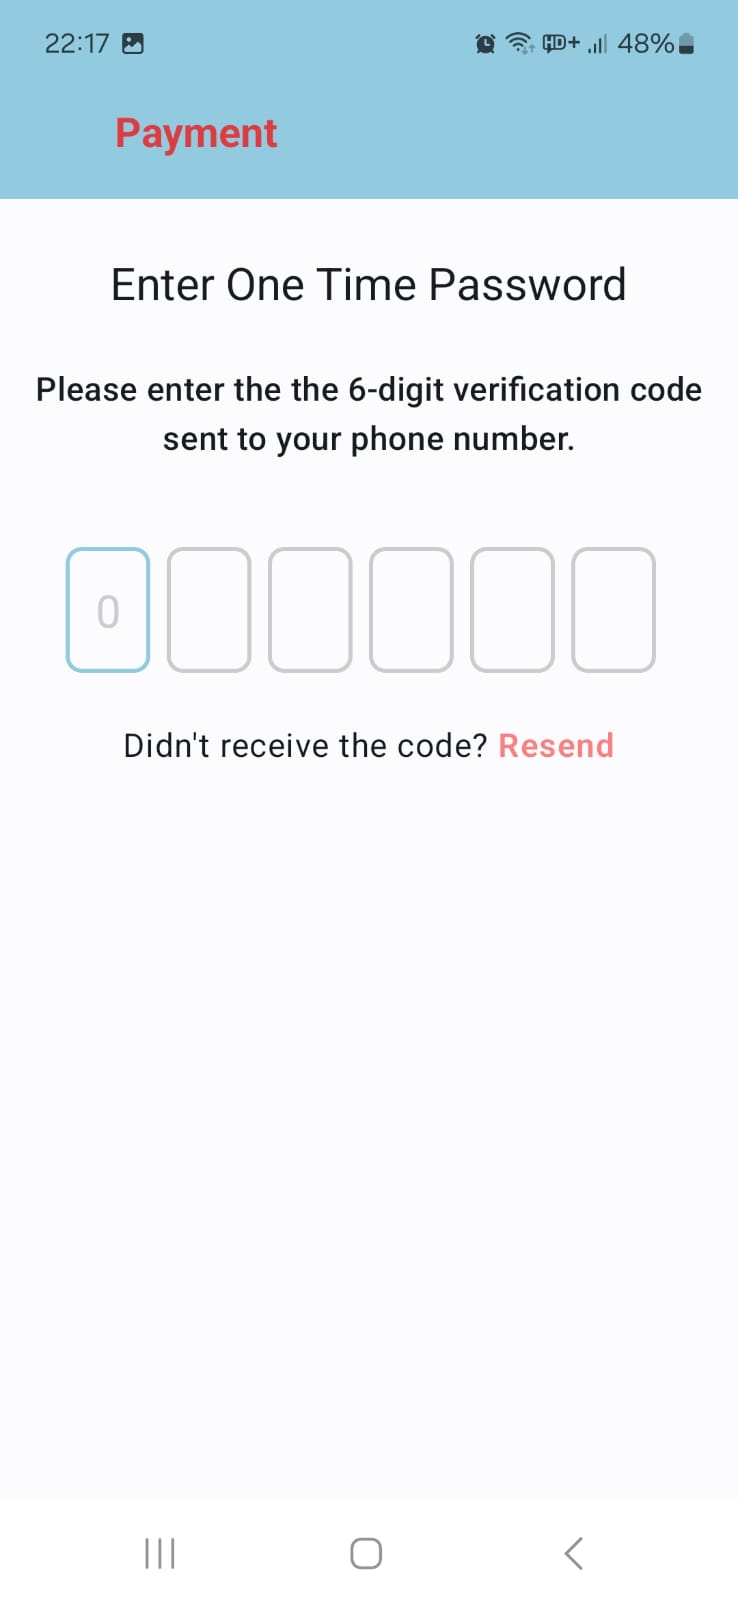 22:17 HD+ 48%
Payment
Enter One Time Password
Please enter the the 6-digit verification code
sent to your phone number.
0
Didn't receive the code? Resend